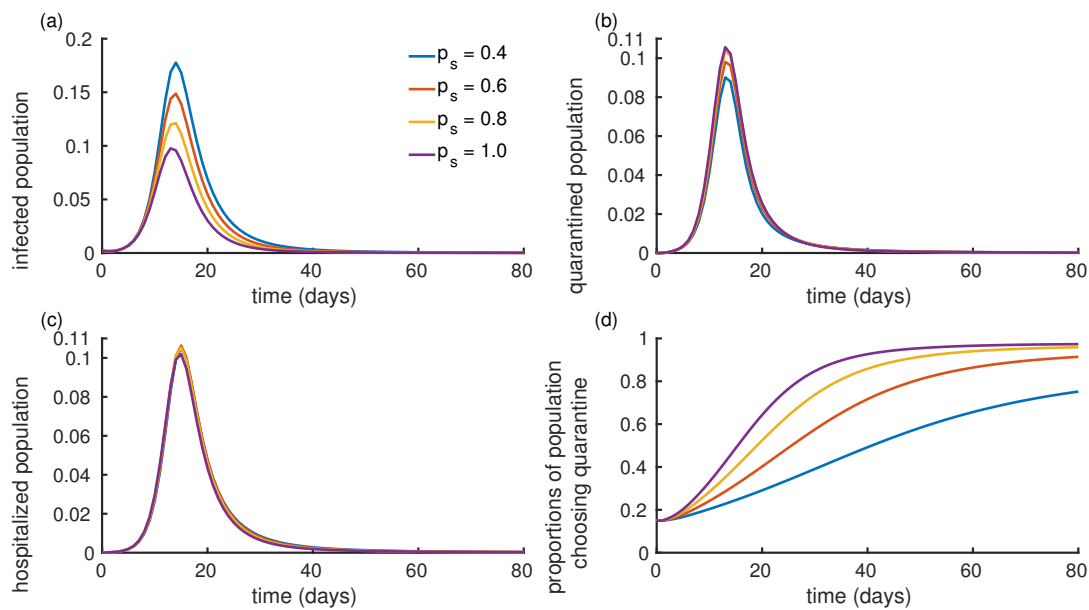 (a)
infected population
0.2
0.15
0.1
0.05
0
0 20 40 60 80
time (days)
p_s = 0.4
p_s = 0.6
p_s = 0.8
p_s = 1.0
(b)
quarantined population
0.11
0.1
0.08
0.06
0.04
0.02
0
0 20 40 60 80
time (days)
(c)
hospitalized population
0.11
0.1
0.08
0.06
0.04
0.02
0
0 20 40 60 80
time (days)
(d)
proportions of population
choosing quarantine
1
0.8
0.6
0.4
0.2
0
0 20 40 60 80
time (days)